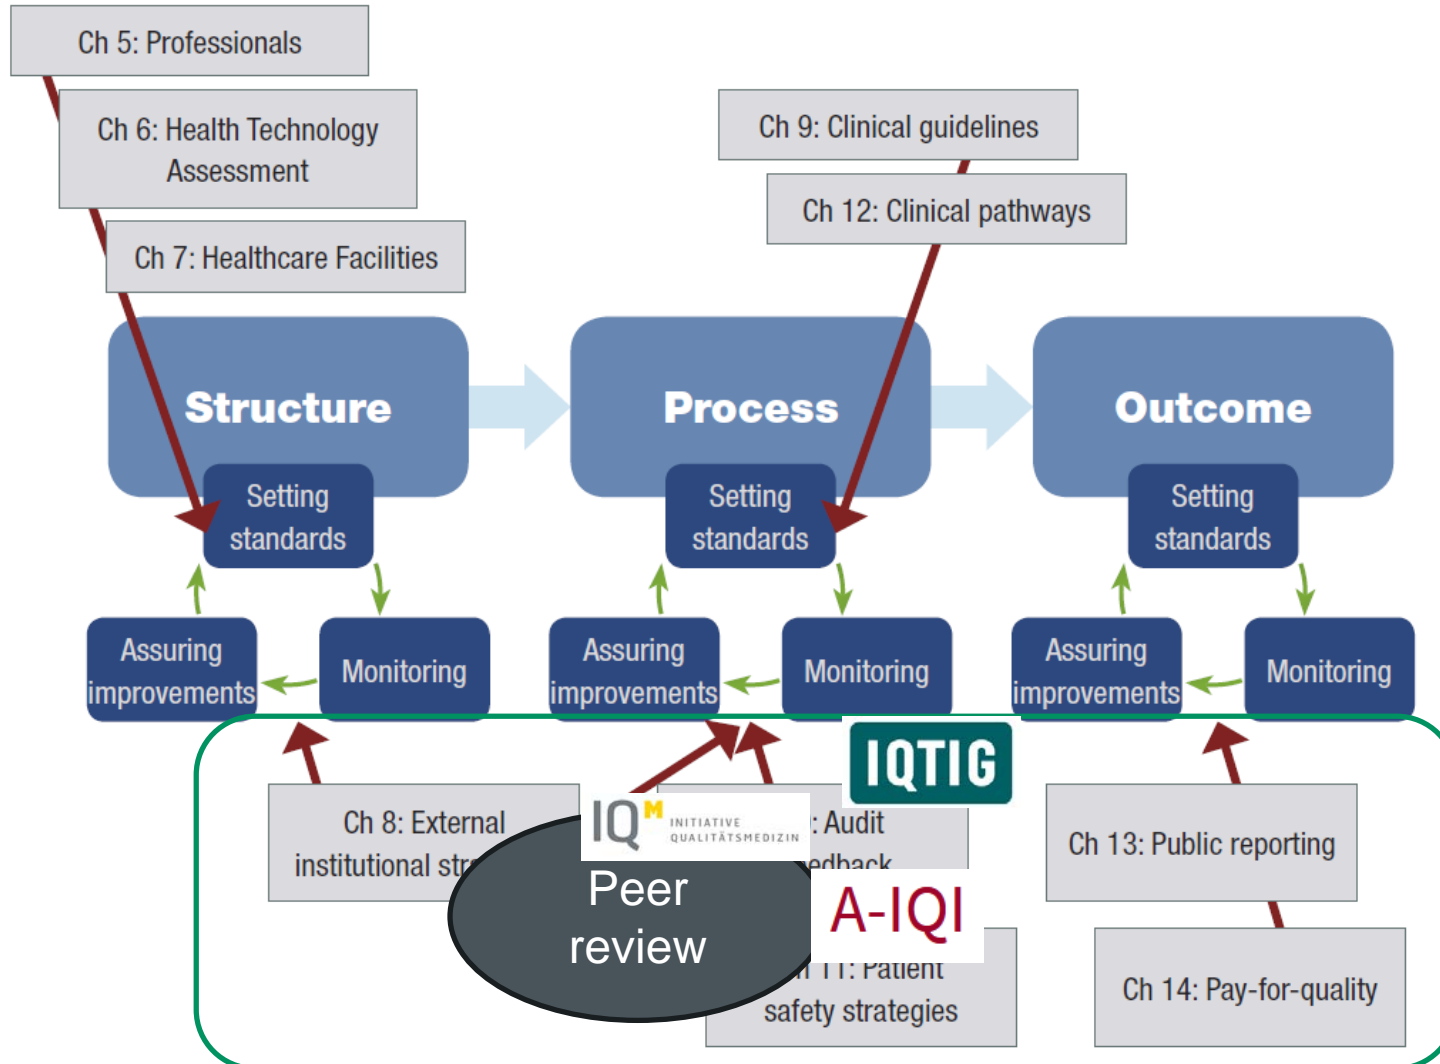 Ch 5: Professionals
Ch 6: Health Technology
Assessment
Ch 7: Healthcare Facilities
Ch 9: Clinical guidelines
Ch 12: Clinical pathways
Structure
Process
Outcome
Setting
standards
Setting
standards
Setting
standards
Assuring
improvements
Monitoring
Assuring
improvements
Monitoring
Assuring
improvements
Monitoring
IQTIG
Ch 8: External
institutional
IQM INITIATIVE
QUALITÄTSMEDIZIN
: Audit
Peer
review
A-IQI
11: Patient
safety strategies
Ch 13: Public reporting
Ch 14: Pay-for-quality